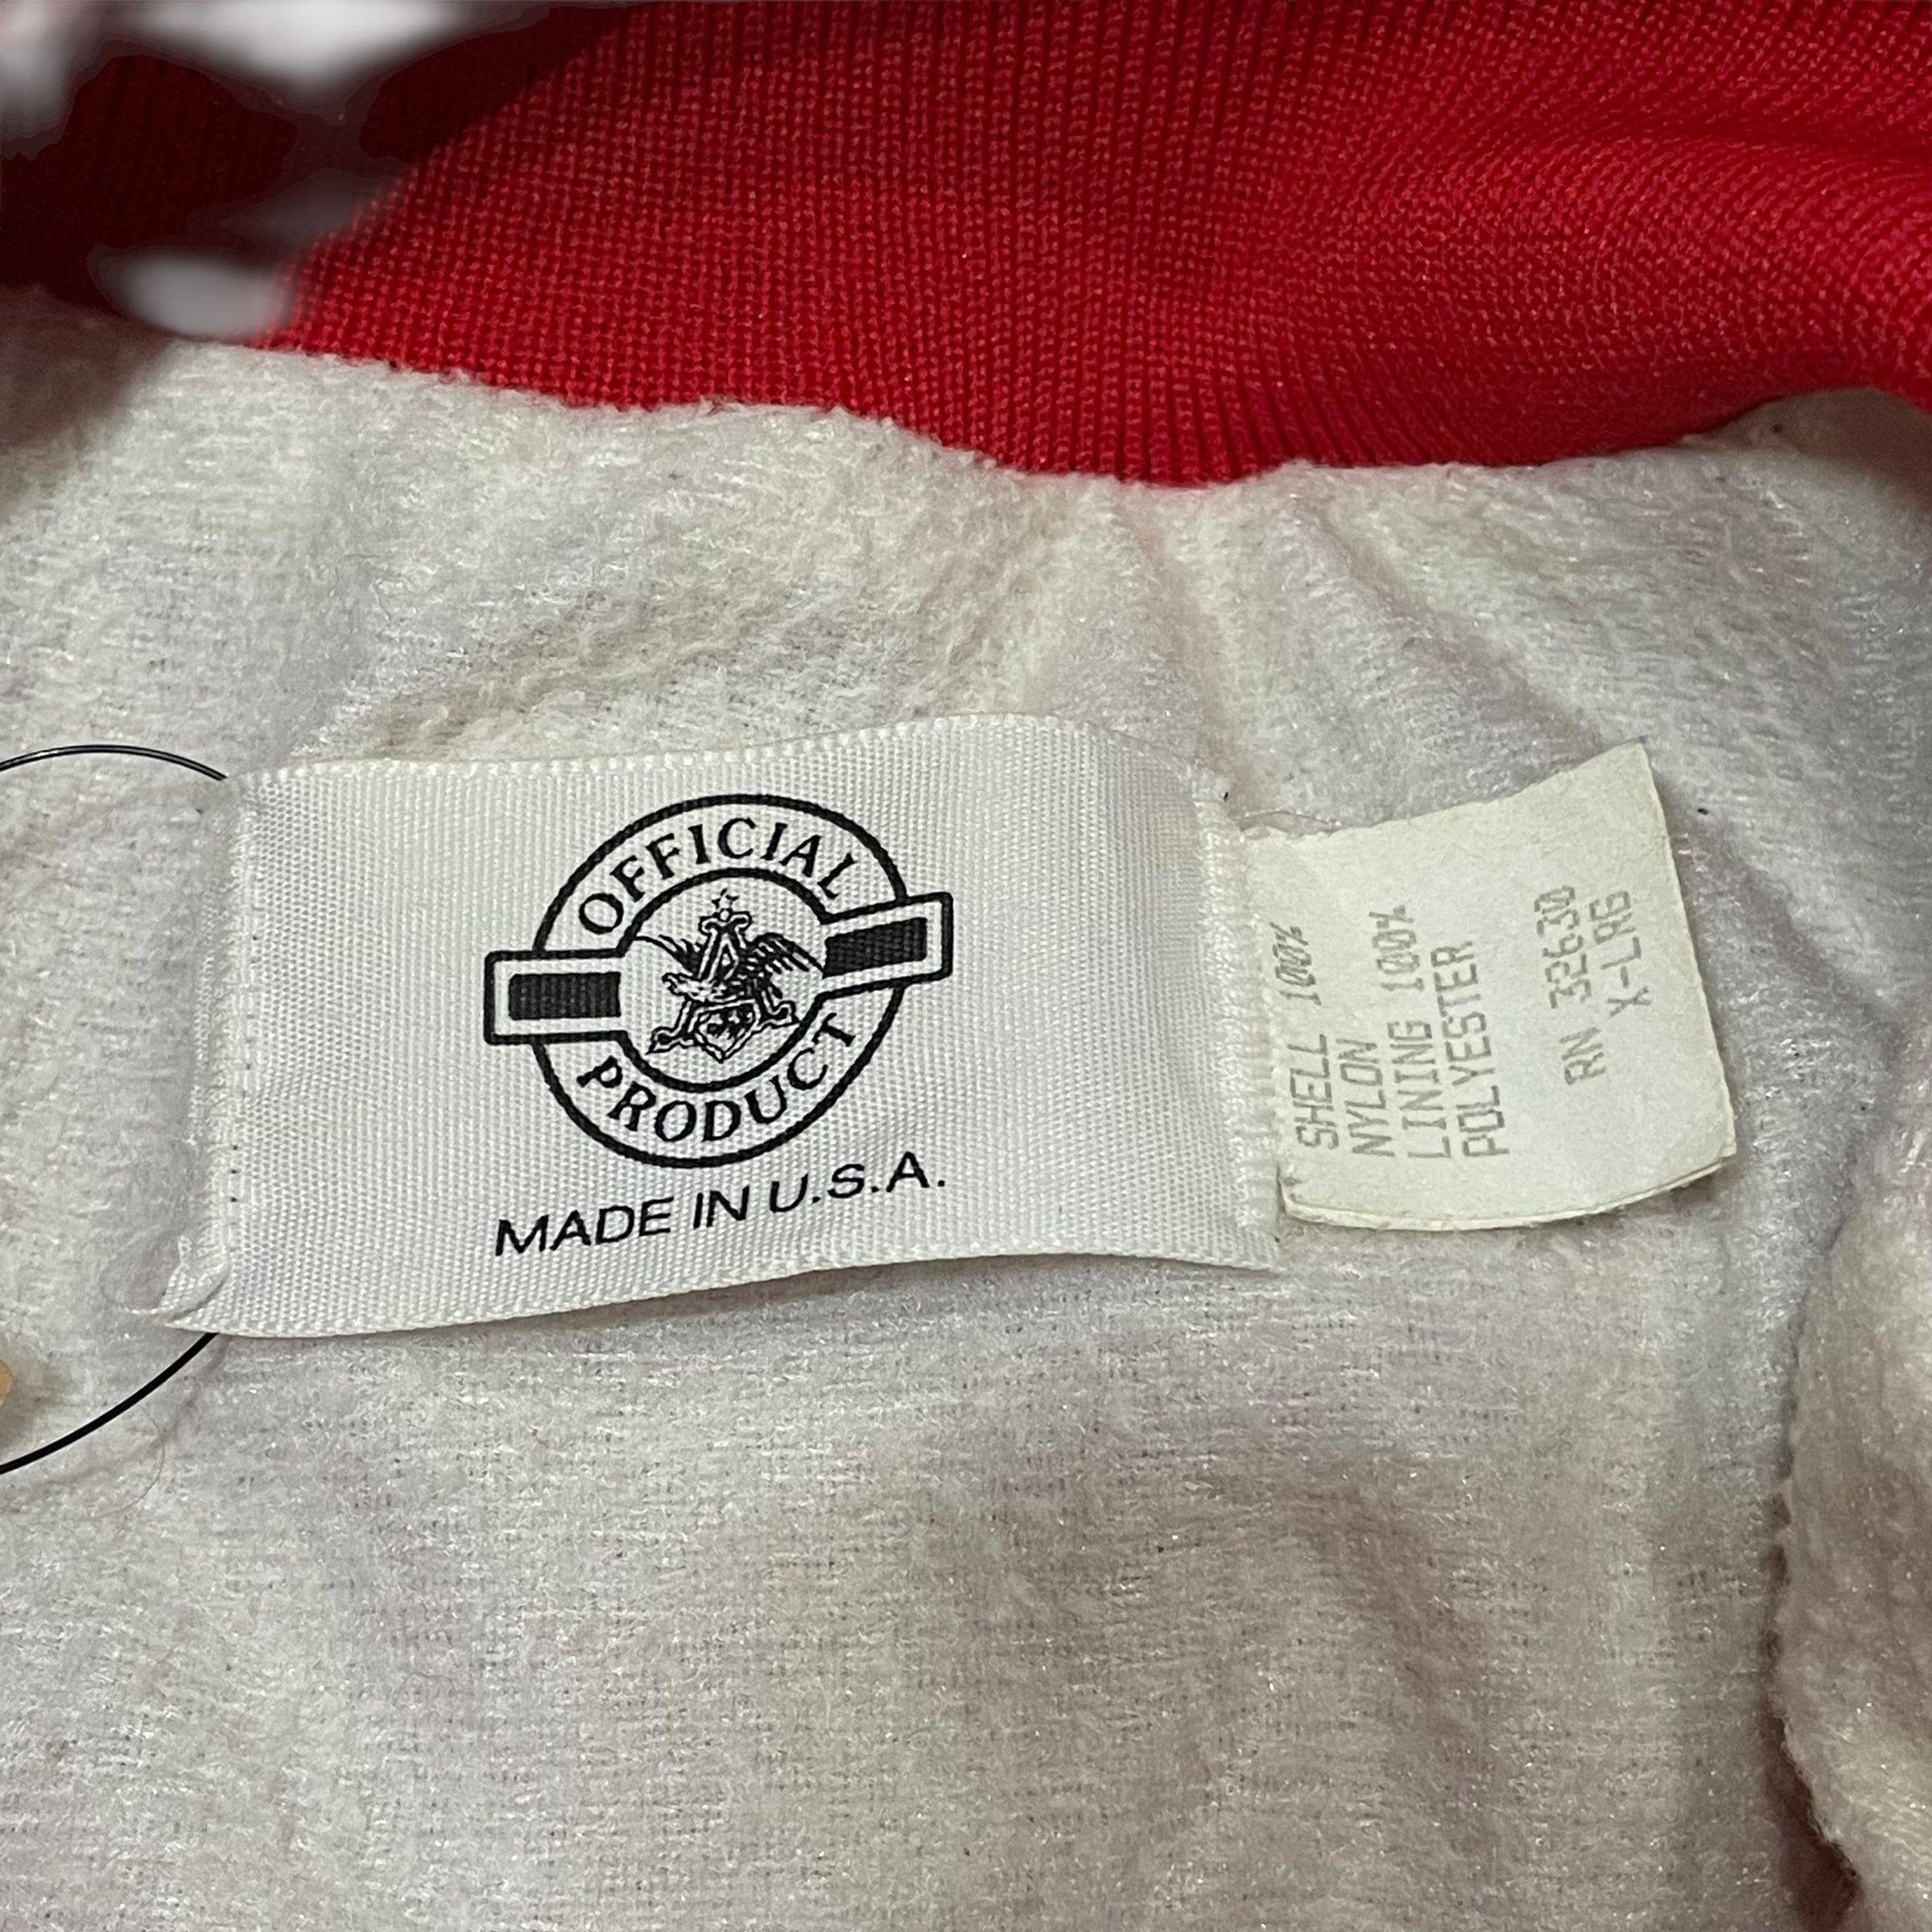 OFFICIAL
A
PRODUCT
MADE IN U.S.A.
SHELL 100%
NYLON
LINING 100%
POLYESTER
RN 32630
X-LRG